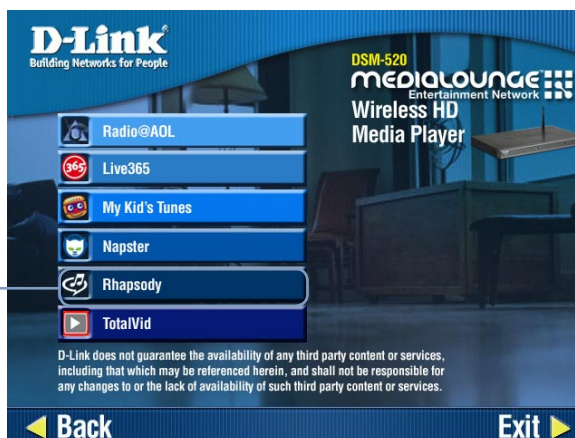 D-Link
Building Networks for People
DSM-520
MEDIALOUNGE
Entertainment Network
Wireless HD
Media Player
Radio@AOL
365
Live365
My Kid's Tunes
Napster
Rhapsody
TotalVid
D-Link does not guarantee the availability of any third party content or services,
including that which may be referenced herein, and shall not be responsible for
any changes to or the lack of availability of such third party content or services.
Back
Exit